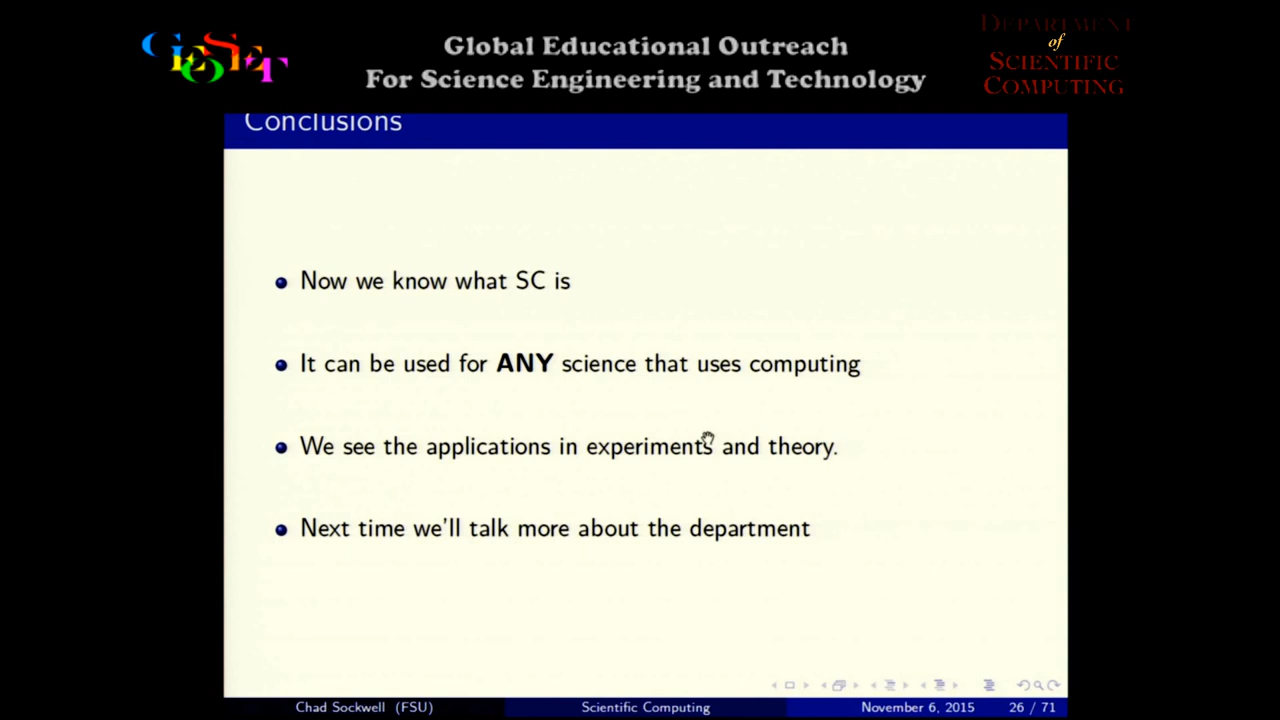 GEOSET
Global Educational Outreach
For Science Engineering and Technology
DEPARTMENT
of
SCIENTIFIC
COMPUTING
Conclusions
Now we know what SC is
It can be used for ANY science that uses computing
We see the applications in experiments and theory.
Next time we'll talk more about the department
Chad Sockwell (FSU) Scientific Computing November 6, 2015 26 / 71